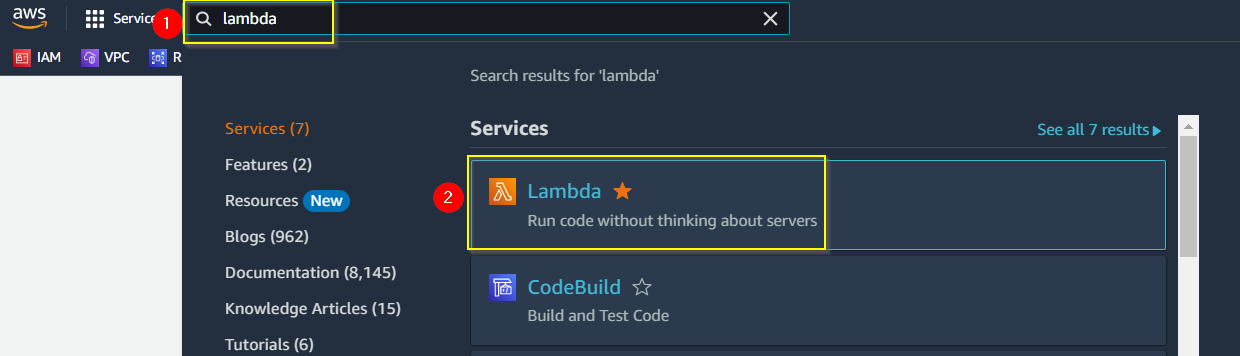 aws
Service
1
lambda
IAM
VPC
R
Search results for 'lambda'
Services (7)
Features (2)
Resources New
Blogs (962)
Documentation (8,145)
Knowledge Articles (15)
Tutorials (6)
Services
See all 7 results
2
Lambda
Run code without thinking about servers
CodeBuild
Build and Test Code